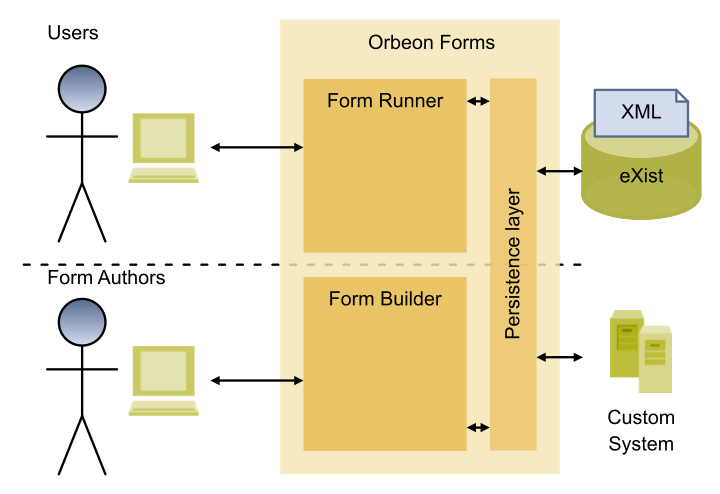 Users
Orbeon Forms
Form Runner
XML
eXist
Persistence layer
Form Authors
Form Builder
Custom
System